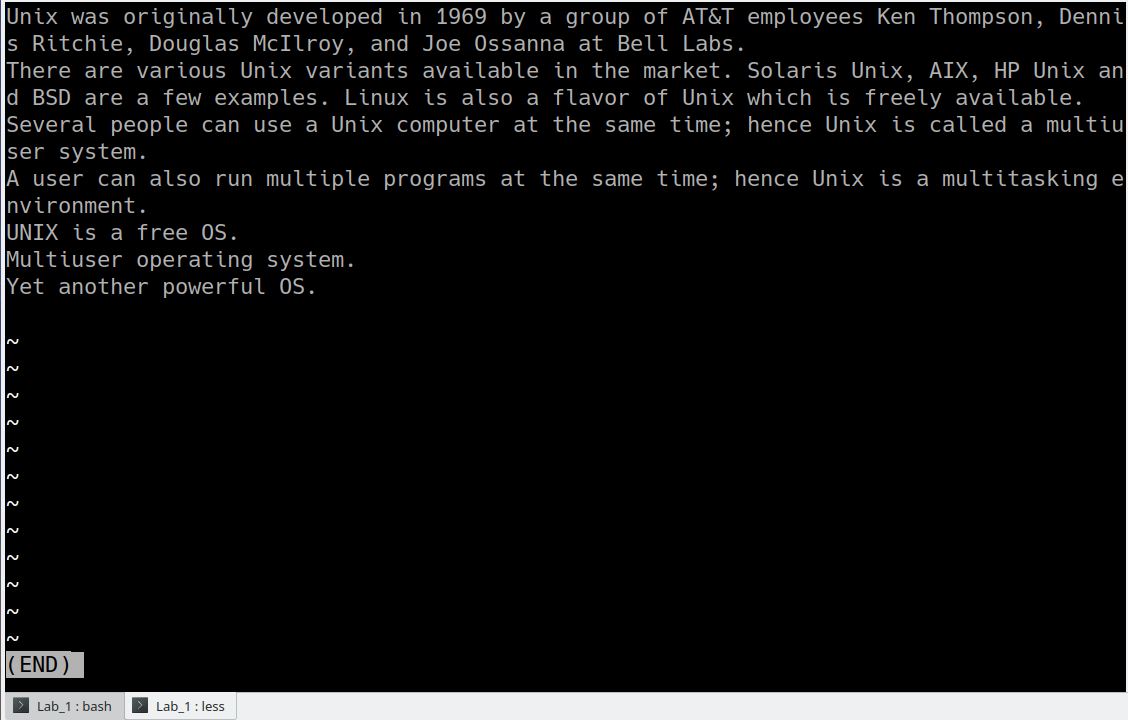 Unix was originally developed in 1969 by a group of AT&T employees Ken Thompson, Denni
s Ritchie, Douglas McIlroy, and Joe Ossanna at Bell Labs.
There are various Unix variants available in the market. Solaris Unix, AIX, HP Unix an
d BSD are a few examples. Linux is also a flavor of Unix which is freely available.
Several people can use a Unix computer at the same time; hence Unix is called a multiu
ser system.
A user can also run multiple programs at the same time; hence Unix is a multitasking e
nvironment.
UNIX is a free OS.
Multiuser operating system.
Yet another powerful OS.
~
~
~
~
~
~
~
~
~
~
~
~
(END)
Lab_1 : bash Lab_1 : less